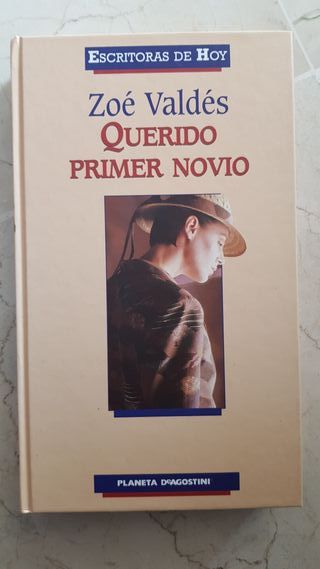 ESCRITORAS DE HOY
Zoé Valdés
QUERIDO
PRIMER NOVIO
PLANETA DeAGOSTINI